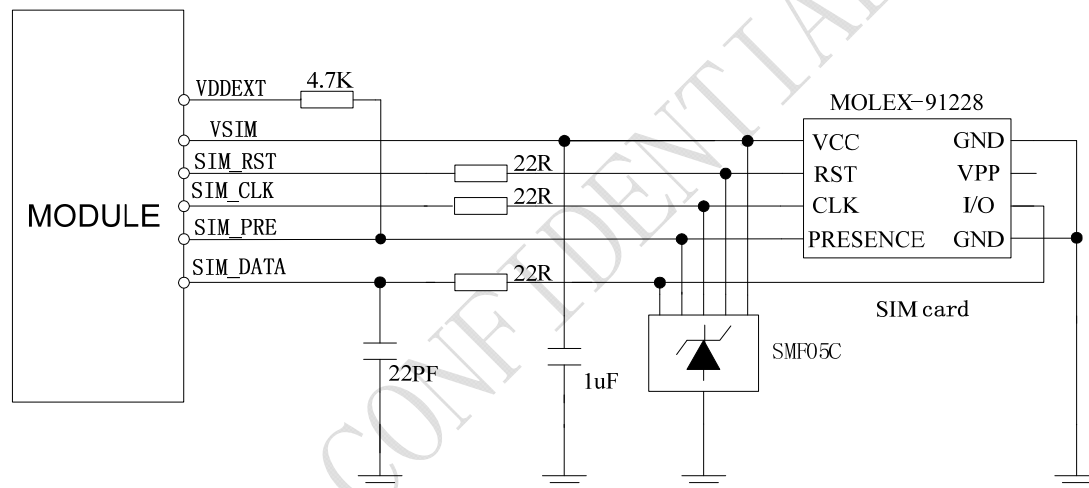 VDDEXT
4.7K
VSIM
SIM_RST
22R
SIM_CLK
22R
MODULE
SIM_PRE
SIM_DATA
22R
22PF
1uF
SMF05C
MOLEX-91228
VCC
GND
RST
VPP
CLK
I/O
PRESENCE
GND
SIM card
CONFIDENTIAL